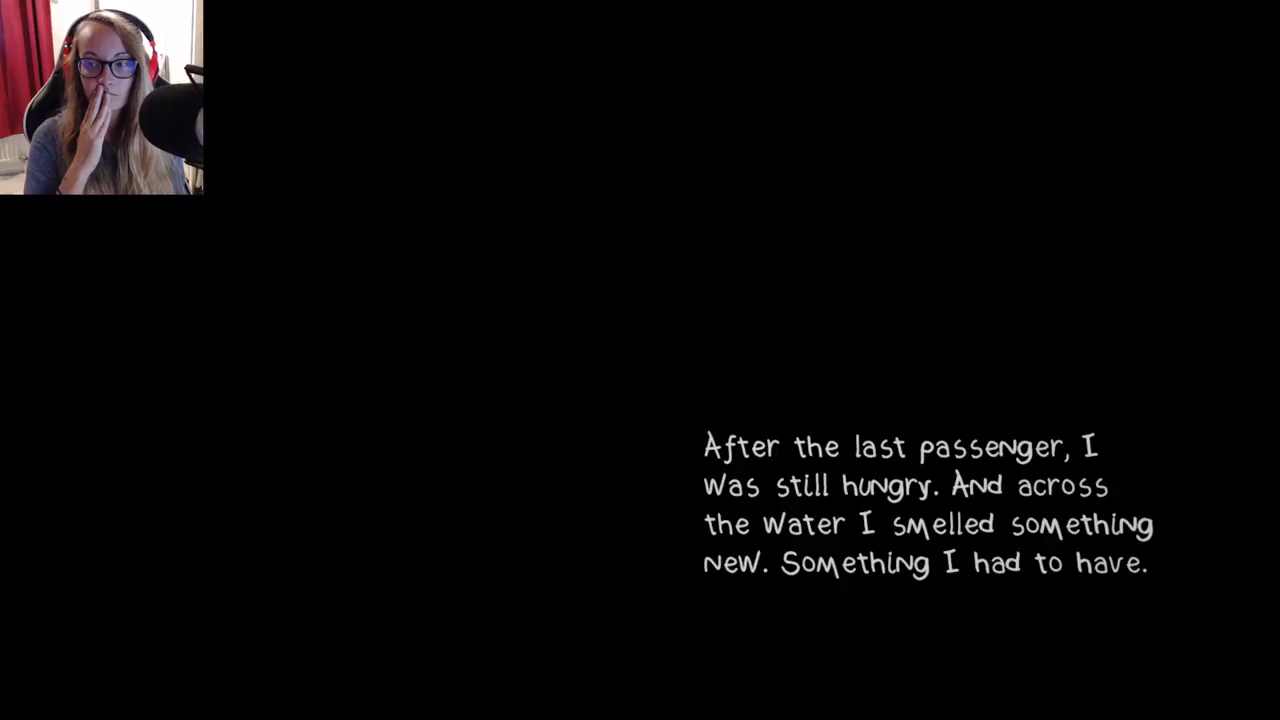 After the last passenger, I
was still hungry. And across
the water I smelled something
new. Something I had to have.